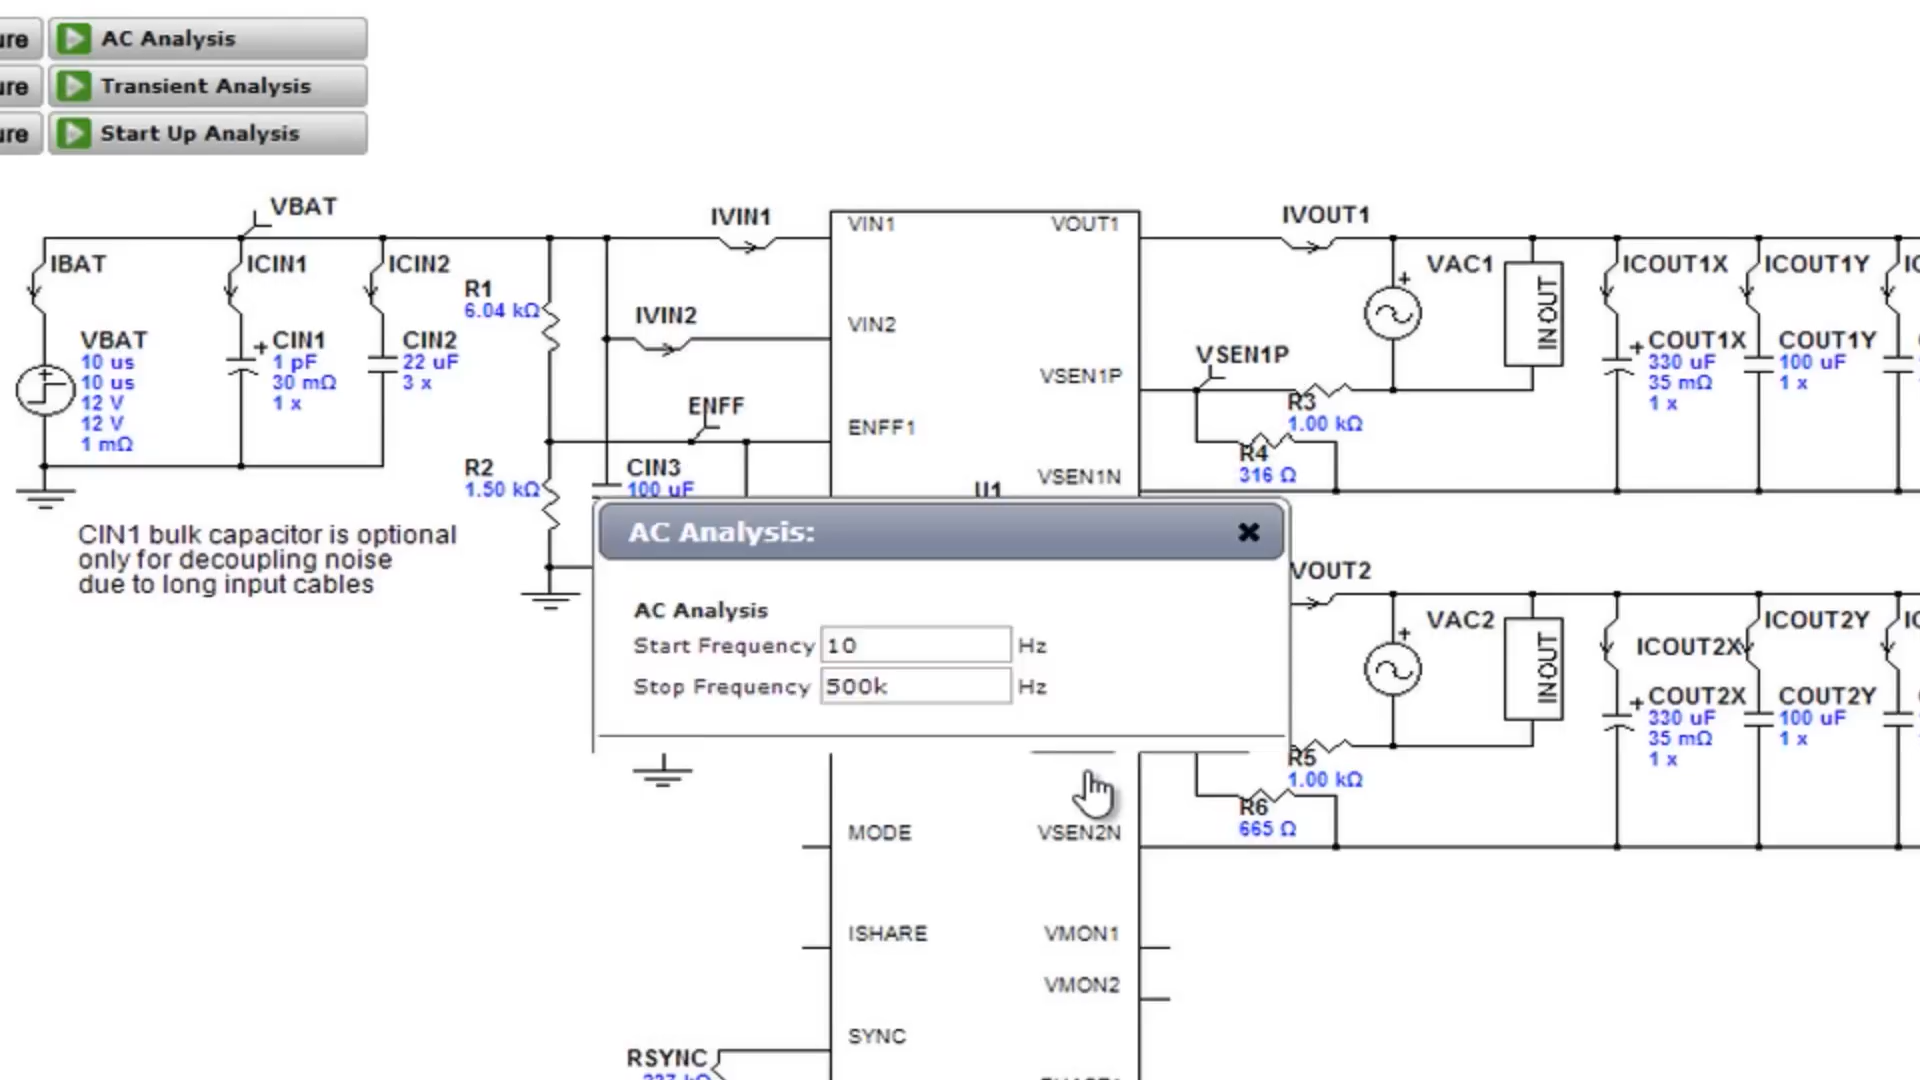 ure
AC Analysis
ure
Transient Analysis
ure
Start Up Analysis
VBAT
IBAT
ICIN1
ICIN2
VBAT
10 us
10 us
12 V
12 V
1 mΩ
CIN1
1 pF
30 mΩ
1 x
CIN2
22 uF
3 x
R1
6.04 kΩ
R2
1.50 kΩ
CIN1 bulk capacitor is optional
only for decoupling noise
due to long input cables
IVIN1
IVIN2
ENFF
CIN3
100 uF
VIN1
VIN2
ENFF1
U1
VOUT1
VSEN1P
VSEN1N
IVOUT1
VSEN1P
R3
1.00 kΩ
R4
316 Ω
VAC1
IN OUT
ICOUT1X
COUT1X
330 uF
35 mΩ
1 x
ICOUT1Y
COUT1Y
100 uF
1 x
AC Analysis:
AC Analysis
Start Frequency 10 Hz
Stop Frequency 500k Hz
VOUT2
VAC2
IN OUT
ICOUT2X
COUT2X
330 uF
35 mΩ
1 x
ICOUT2Y
COUT2Y
100 uF
1 x
R5
1.00 kΩ
R6
665 Ω
MODE
VSEN2N
ISHARE
VMON1
VMON2
SYNC
RSYNC